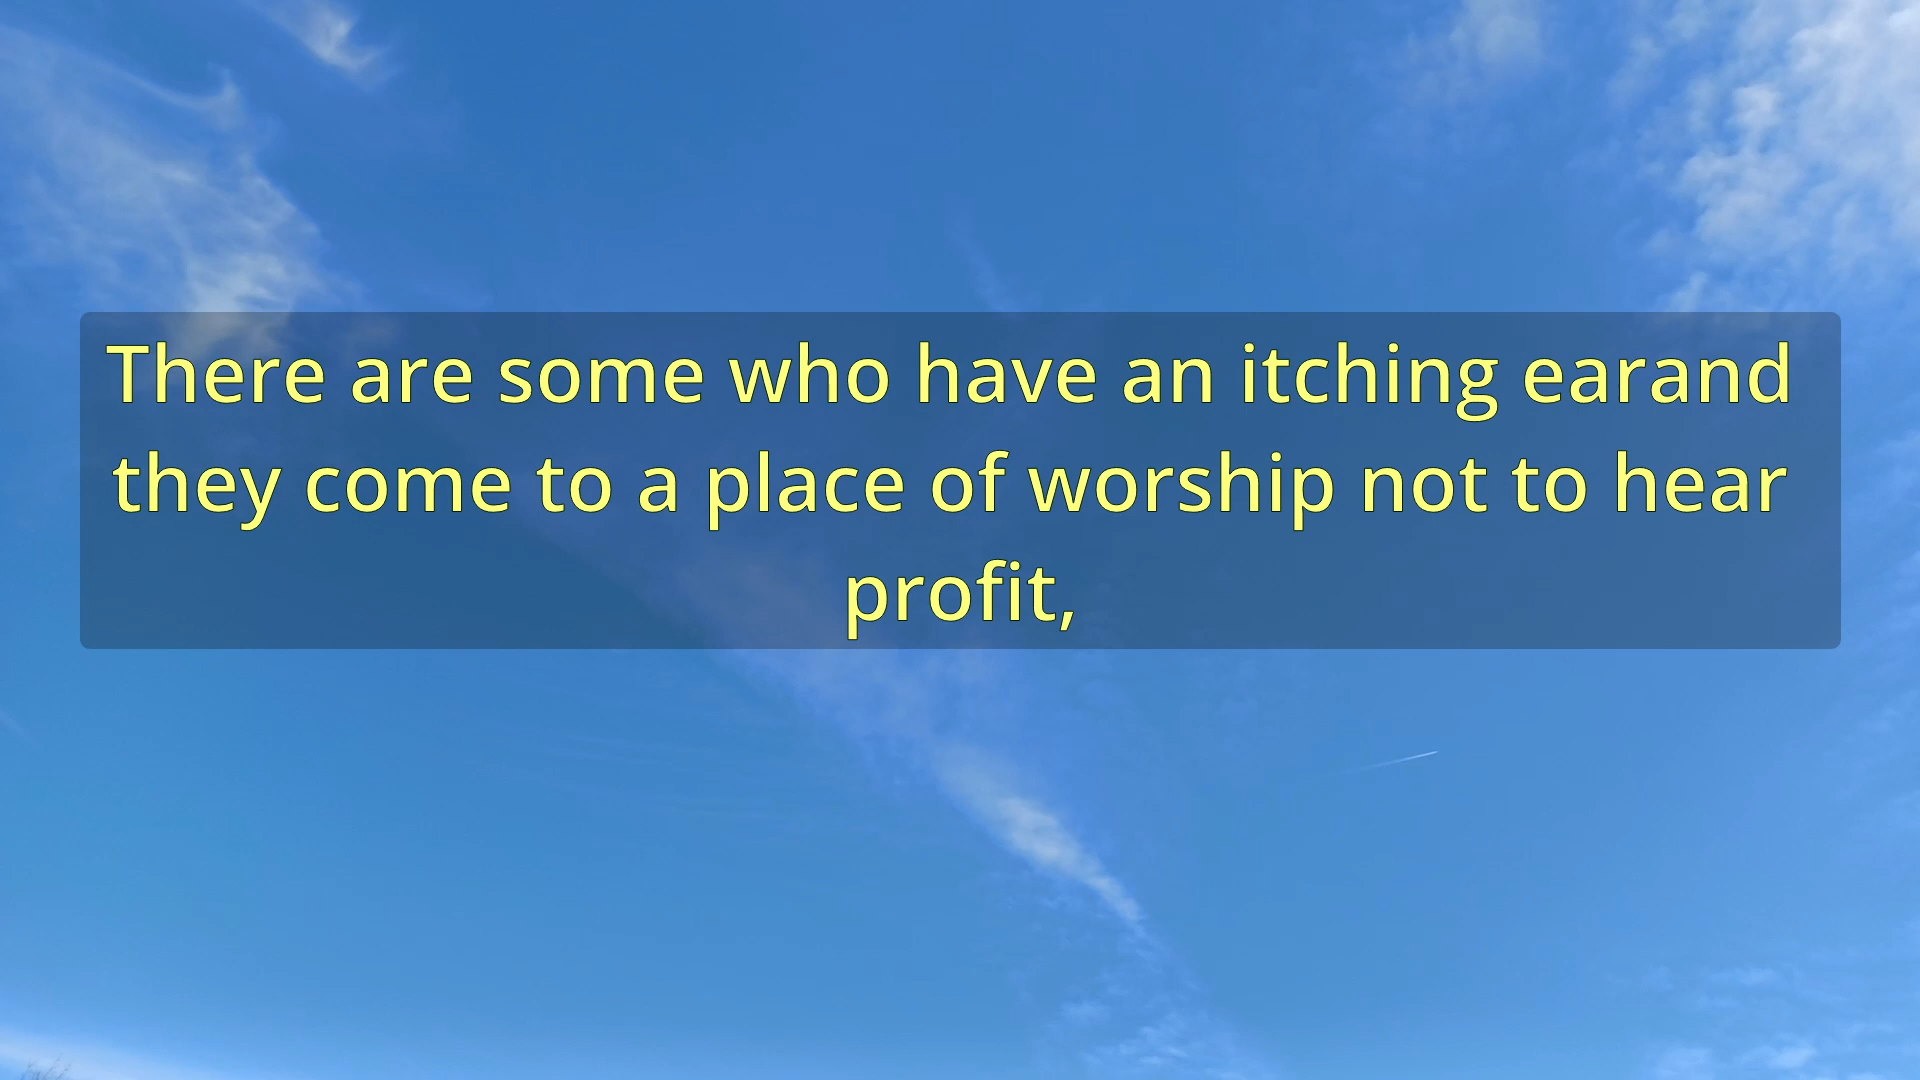 There are some who have an itching earand
they come to a place of worship not to hear
profit,